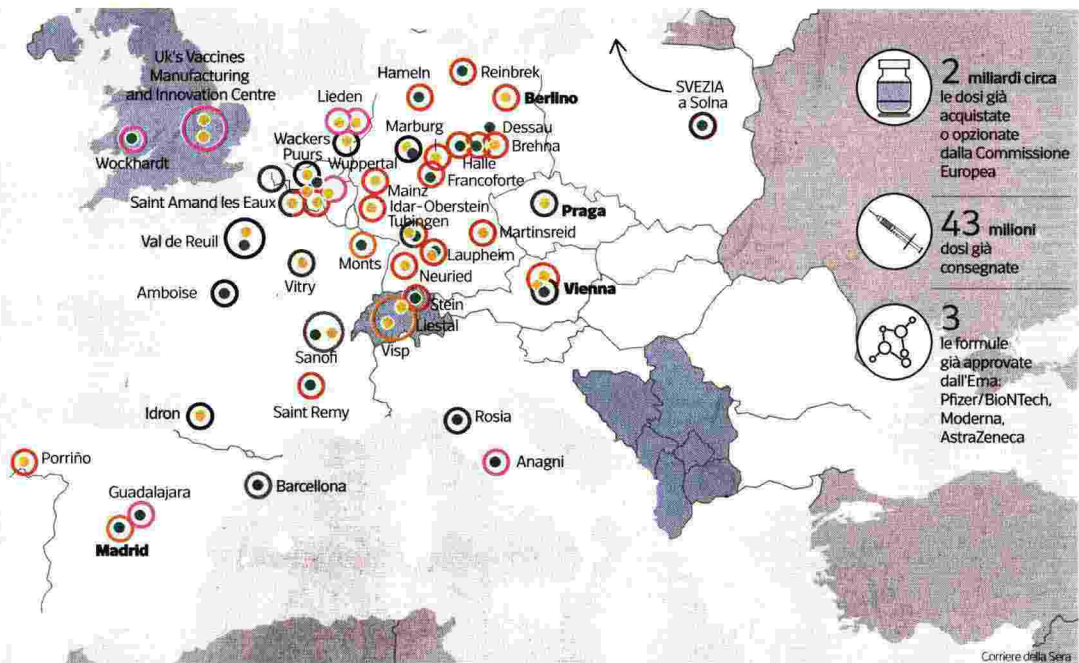 Uk's Vaccines
Manufacturing
and Innovation Centre
Wockhardt
Hameln
Reinbrek
Berlino
Lieden
Marburg
Dessau
Brehna
Wackers
Puurs
Wuppertal
Halle
Francoforte
Mainz
Saint Amand les Eaux
Idar-Oberstein
Tubingen
Praga
Val de Reuil
Martinsreid
Monts
Laupheim
Neuried
Vitry
Amboise
Vienna
Stein
Liestal
Visp
Sanofi
Saint Remy
Idron
Rosia
Porriño
Anagni
Guadalajara
Barcellona
Madrid
SVEZIA
a Solna
2 miliardi circa
le dosi già
acquistate
o opzionate
dalla Commissione
Europea
43 milioni
dosi già
consegnate
3
le formule
già approvate
dall'Ema:
Pfizer/BioNTech,
Moderna,
AstraZeneca
Corriere della Sera